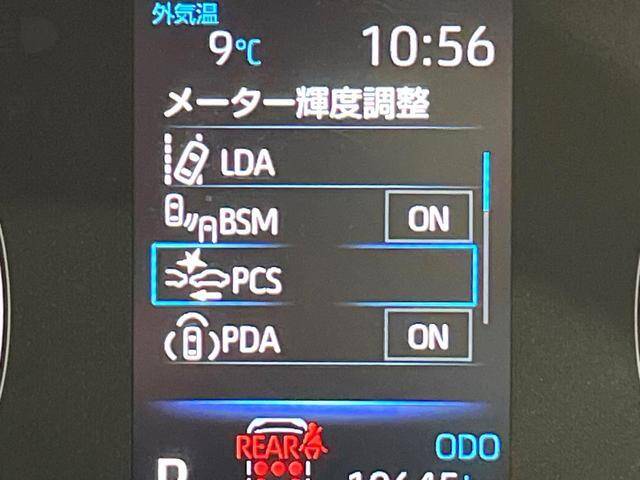 外気温
9℃ 10:56
メーター輝度調整
LDA
BSM ON
PCS
PDA ON
REAR ODO